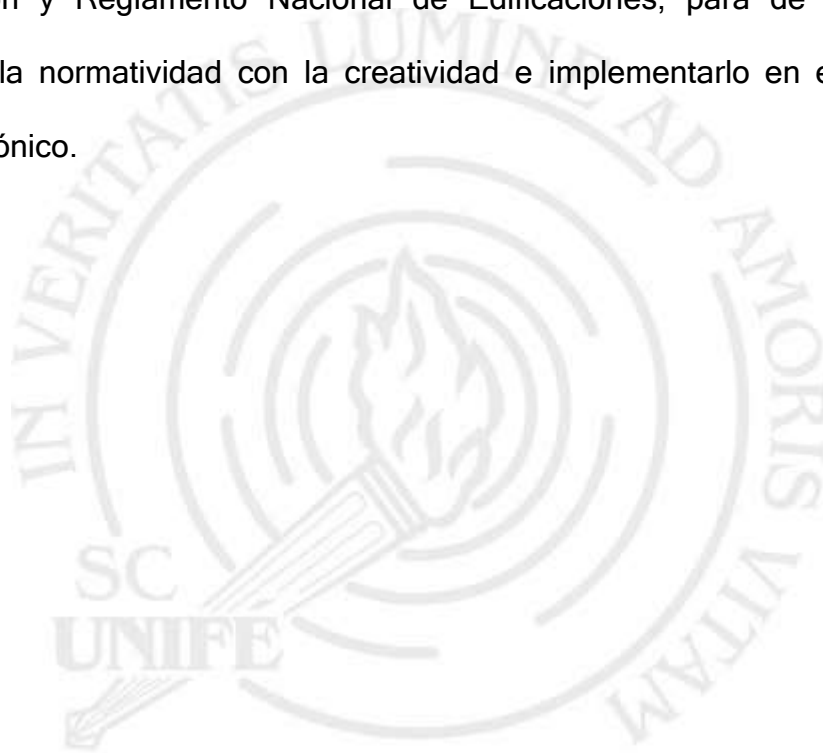 ón y Reglamento Nacional de Edificaciones, para de
la normatividad con la creatividad e implementarlo en e
ónico.
IN VERITATIS LUMINE AD AMORIS VITAM
SC
UNIFE